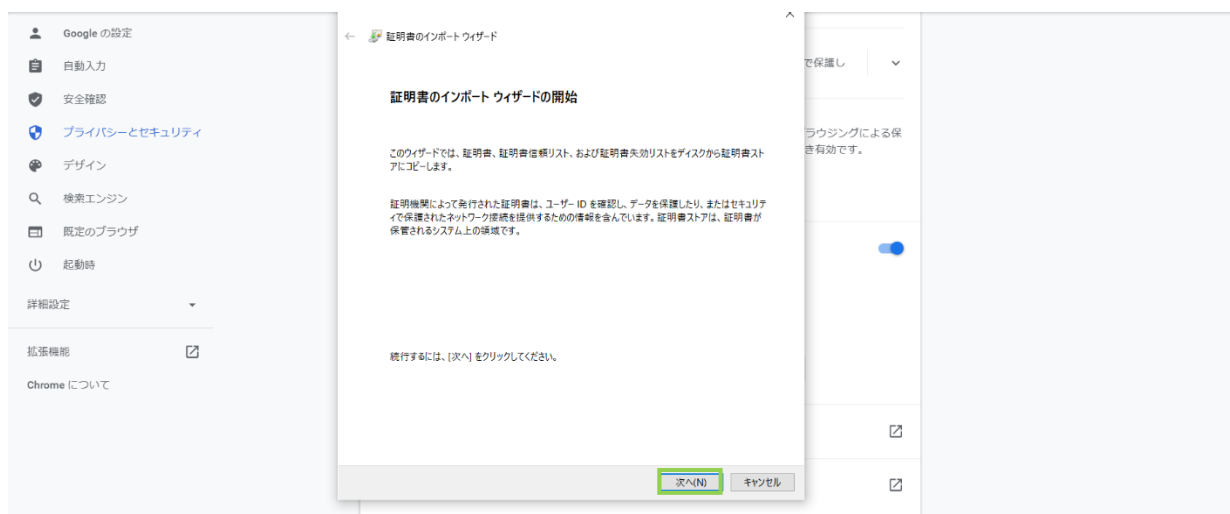 Google の設定
自動入力
安全確認
プライバシーとセキュリティ
デザイン
検索エンジン
既定のブラウザ
起動時
詳細設定
拡張機能
Chrome について
証明書のインポート ウィザード
証明書のインポート ウィザードの開始
このウィザードでは、証明書、証明書信頼リスト、および証明書失効リストをディスクから証明書スト
アにコピーします。
証明機関によって発行された証明書は、ユーザー ID を確認し、データを保護したり、またはセキュリテ
ィで保護されたネットワーク接続を提供するための情報を含んでいます。証明書ストアは、証明書が
保管されるシステム上の領域です。
続行するには、[次へ] をクリックしてください。
次へ(N)
キャンセル
で保護し
ラウジングによる保
き有効です。